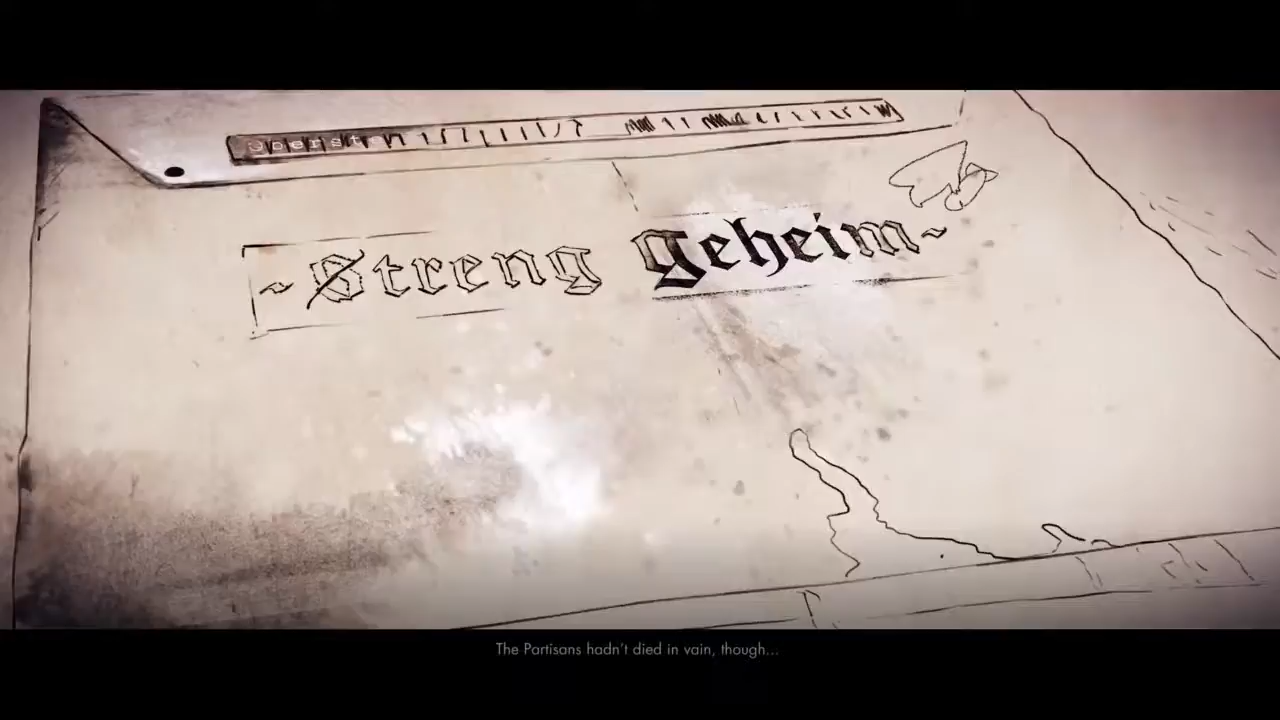 ~Streng Geheim~
The Partisans hadn't died in vain, though...